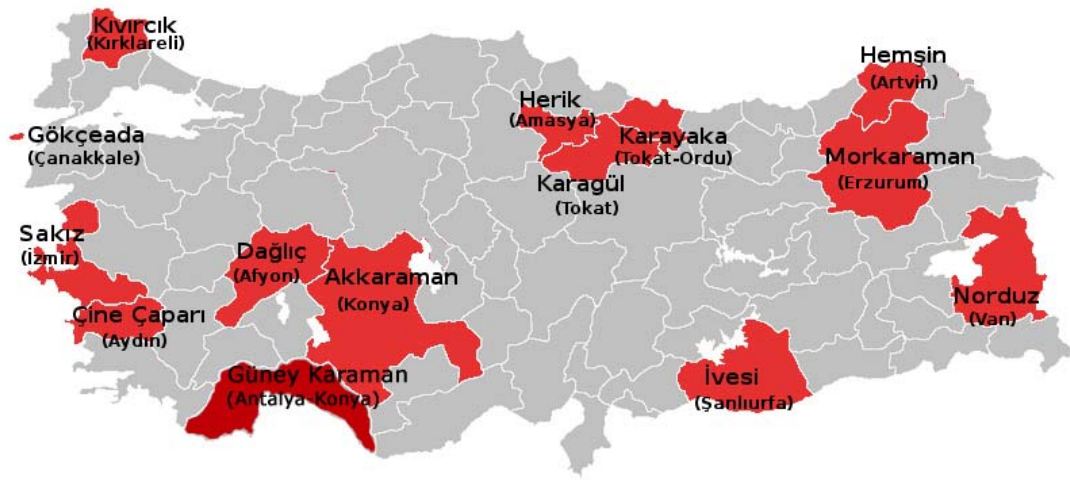 Kıvırcık
(Kırklareli)
Hemşin
(Artvin)
Herik
(Amasya)
Gökçeada
(Çanakkale)
Karayaka
(Tokat-Ordu)
Morkaraman
(Erzurum)
Karagül
(Tokat)
Sakız
(İzmir)
Dağlıç
(Afyon)
Akkaraman
(Konya)
Norduz
(Van)
Çine Çaparı
(Aydın)
Güney Karaman
(Antalya-Konya)
İvesi
(Şanlıurfa)